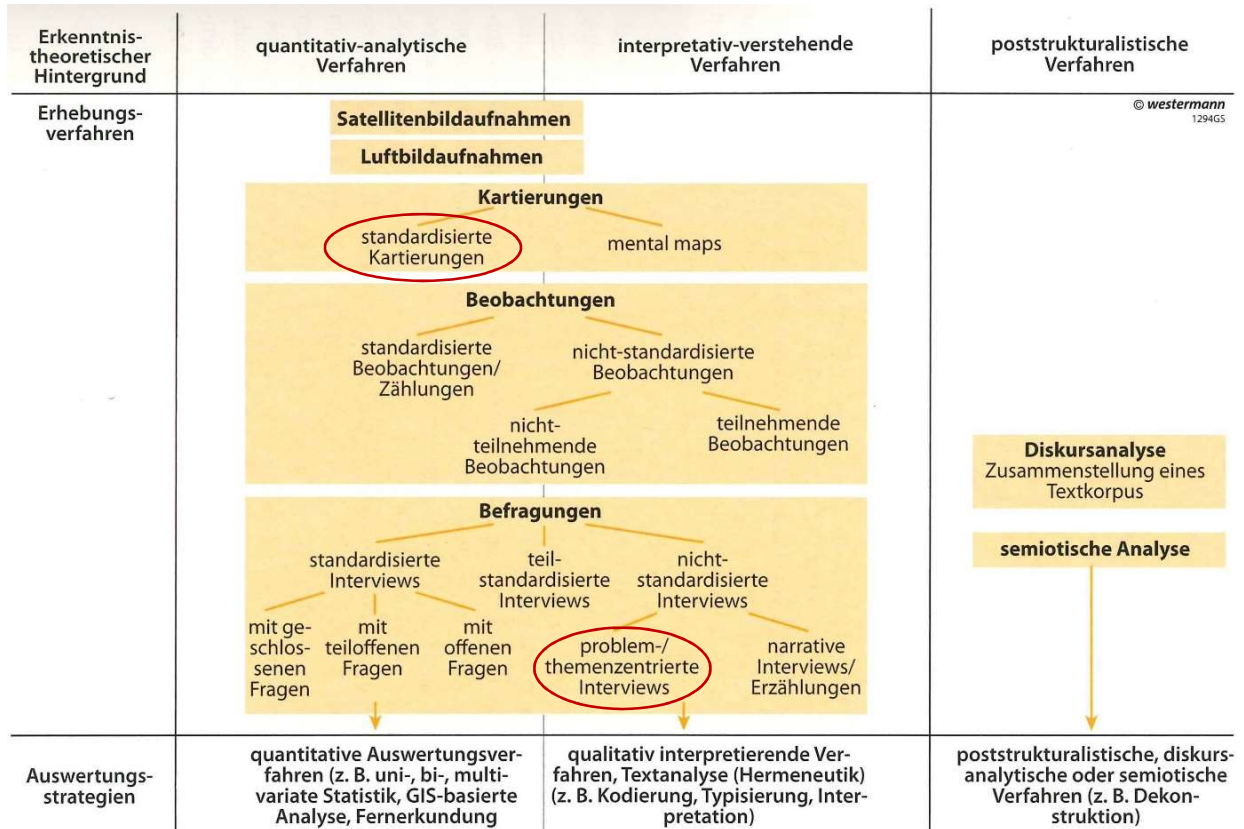 Erkenntnis-
theoretischer
Hintergrund
quantitativ-analytische
Verfahren
interpretativ-verstehende
Verfahren
poststrukturalistische
Verfahren
Erhebungs-
verfahren
© westermann
1294GS
Satellitenbildaufnahmen
Luftbildaufnahmen
Kartierungen
standardisierte
Kartierungen
mental maps
Beobachtungen
standardisierte
Beobachtungen/
Zählungen
nicht-standardisierte
Beobachtungen
nicht-
teilnehmende
Beobachtungen
teilnehmende
Beobachtungen
Diskursanalyse
Zusammenstellung eines
Textkorpus
semiotische Analyse
Befragungen
standardisierte
Interviews
teil-
standardisierte
Interviews
nicht-
standardisierte
Interviews
mit ge-
schlos-
senen
Fragen
mit
teiloffenen
Fragen
mit
offenen
Fragen
problem-/
themenzentrierte
Interviews
narrative
Interviews/
Erzählungen
Auswertungs-
strategien
quantitative Auswertungsver-
fahren (z. B. uni-, bi-, multi-
variate Statistik, GIS-basierte
Analyse, Fernerkundung
qualitativ interpretierende Ver-
fahren, Textanalyse (Hermeneutik)
(z. B. Kodierung, Typisierung, Inter-
pretation)
poststrukturalistische, diskurs-
analytische oder semiotische
Verfahren (z. B. Dekon-
struktion)